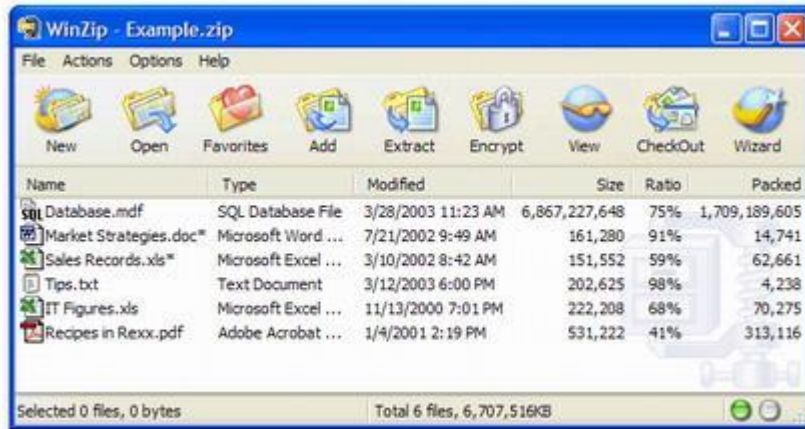 WinZip - Example.zip
File Actions Options Help
New Open Favorites Add Extract Encrypt View CheckOut Wizard
Name Type Modified Size Ratio Packed
SQL Database.mdf SQL Database File 3/28/2003 11:23 AM 6,867,227,648 75% 1,709,189,605
Market Strategies.doc* Microsoft Word ... 7/21/2002 9:49 AM 161,280 91% 14,741
Sales Records.xls* Microsoft Excel ... 3/10/2002 8:42 AM 151,552 59% 62,661
Tips.txt Text Document 3/12/2003 6:00 PM 202,625 98% 4,238
IT Figures.xls Microsoft Excel ... 11/13/2000 7:01 PM 222,208 68% 70,275
Recipes in Rexx.pdf Adobe Acrobat ... 1/4/2001 2:19 PM 531,222 41% 313,116
Selected 0 files, 0 bytes Total 6 files, 6,707,516KB